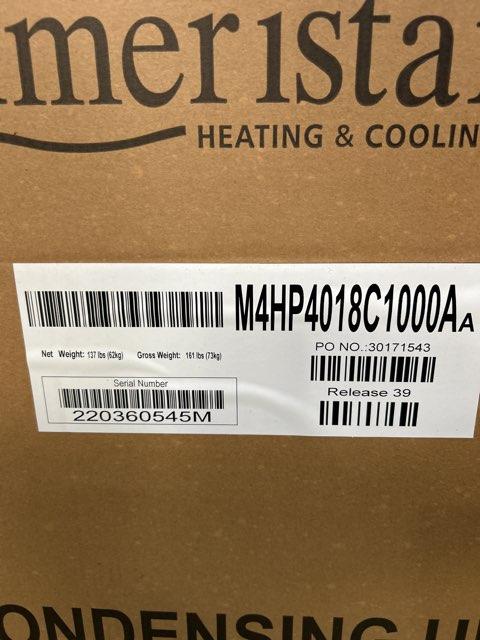 meristar
HEATING & COOLIN
M4HP4018C1000AA
Net Weight: 137 lbs (62kg) Gross Weight: 161 lbs (73kg)
PO NO.:30171543
Serial Number
220360545M
Release 39
ONDENSING U